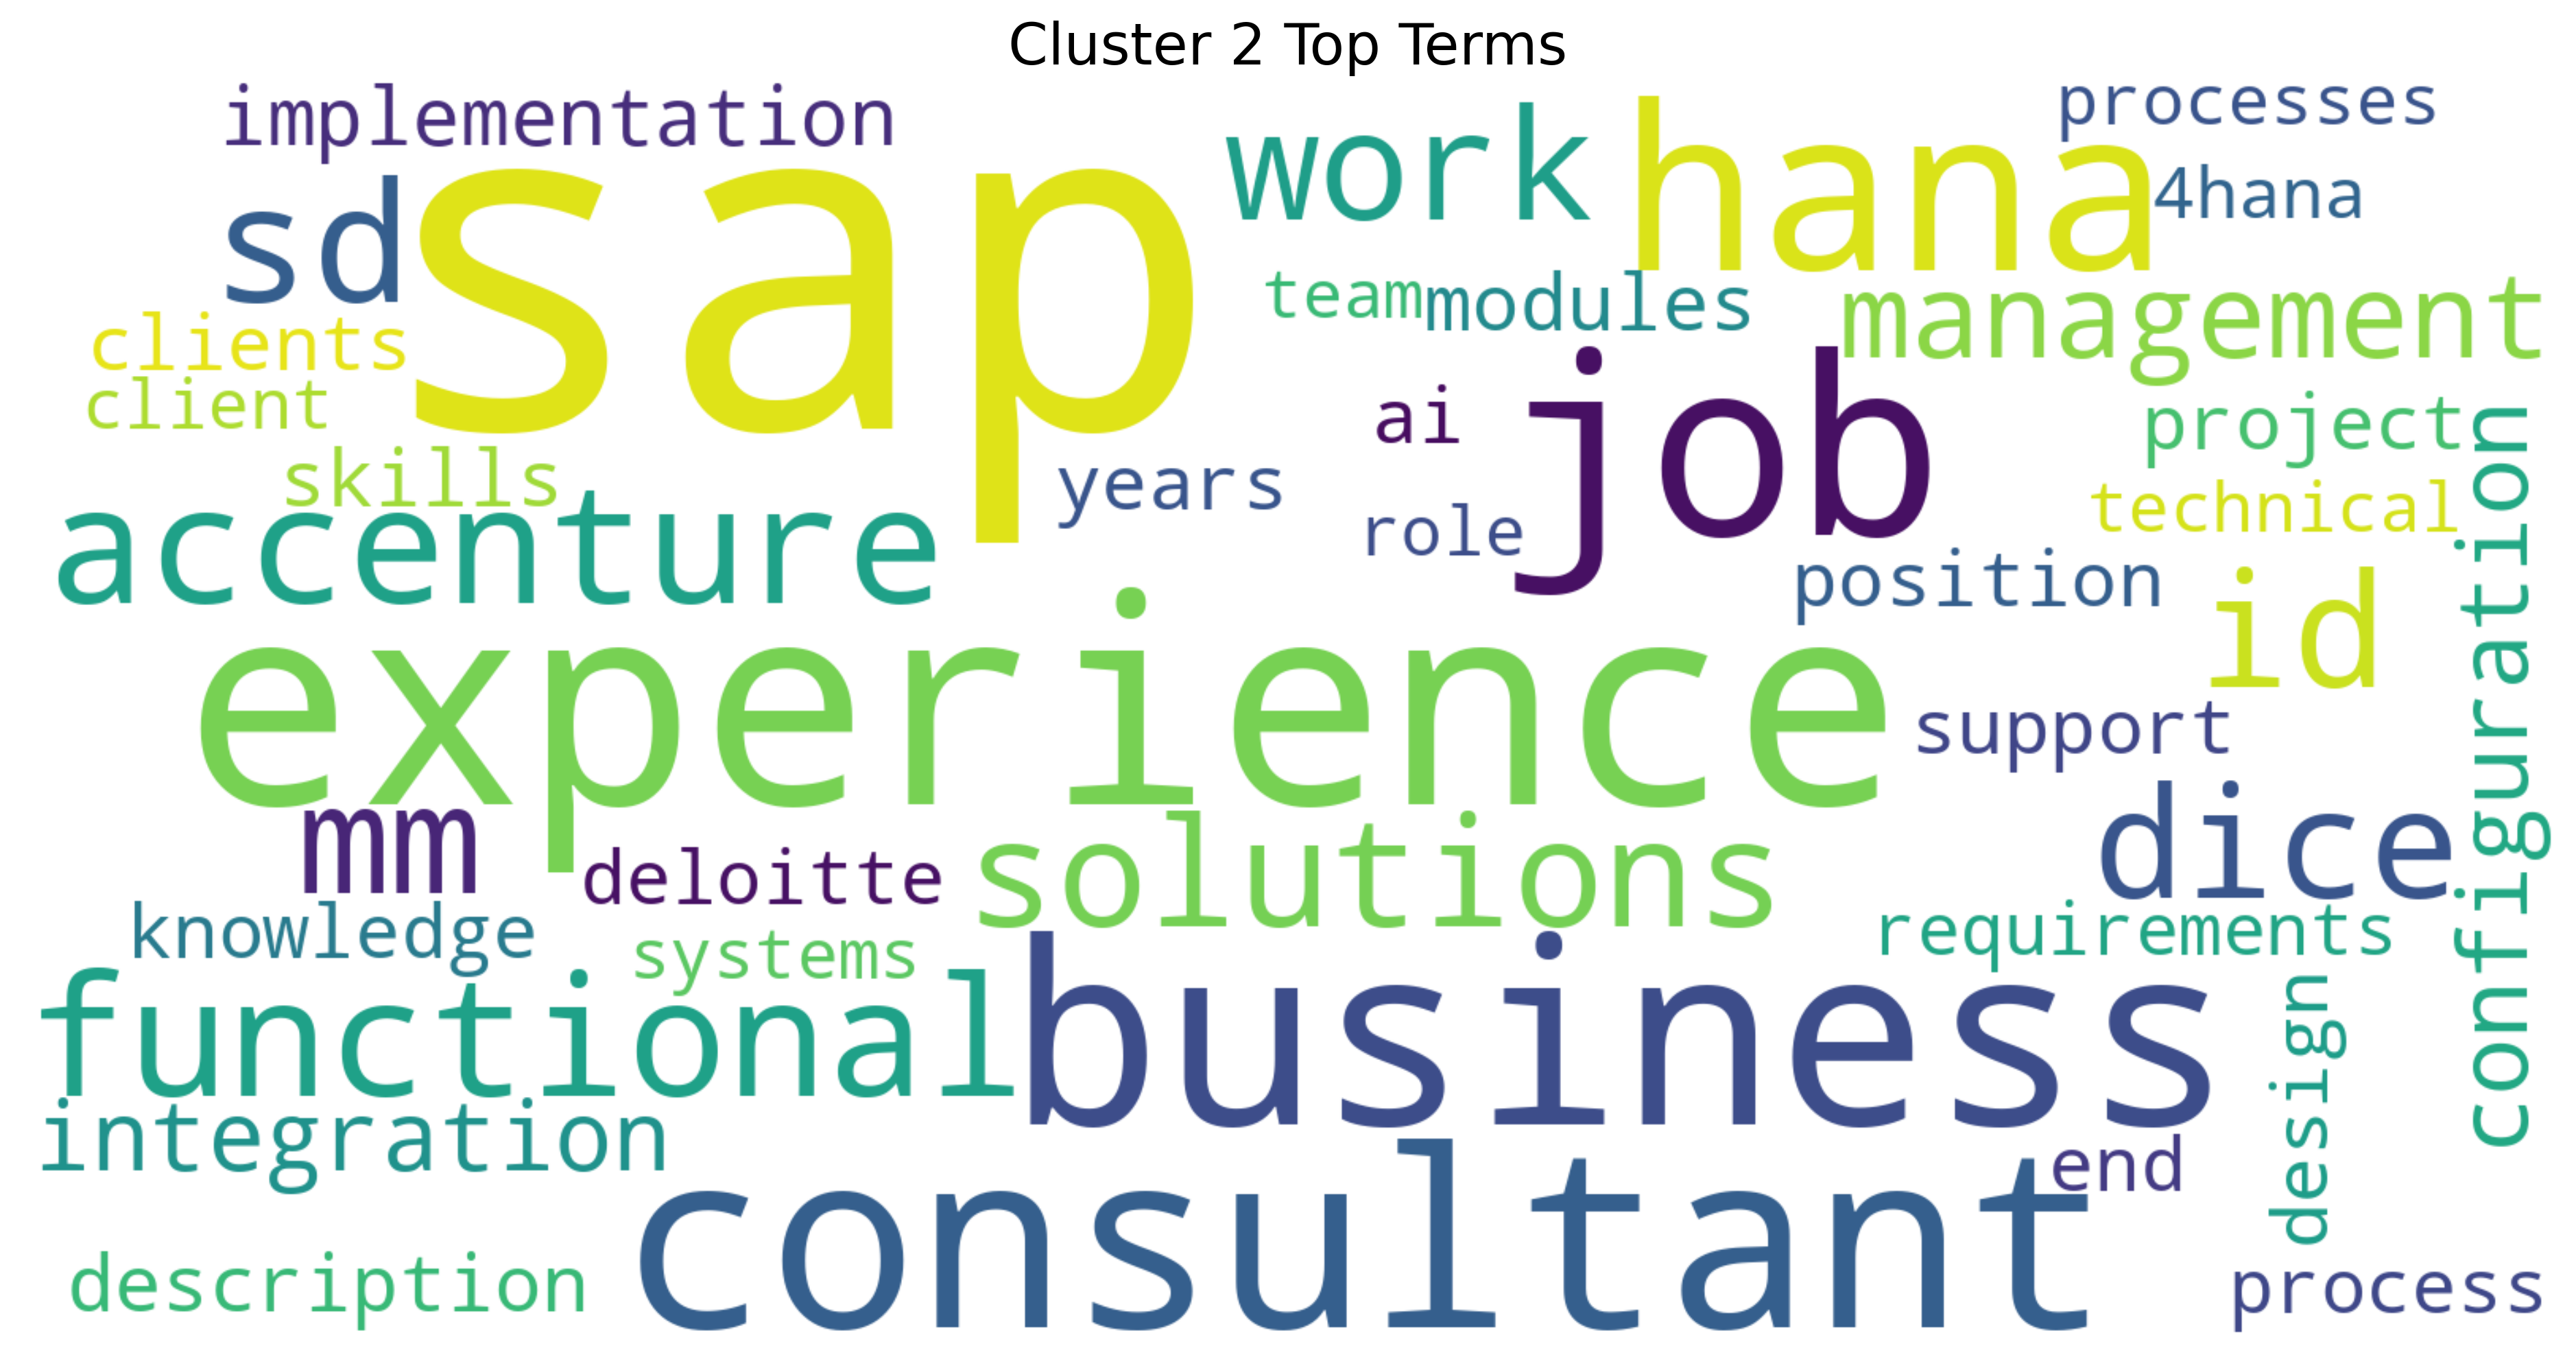 Cluster 2 Top Terms
implementation
processes
work
hana
4hana
sap
sd
team
modules
management
clients
client
ai
job
project
skills
years
technical
accenture
role
position
id
configuration
experience
support
mm
deloitte
solutions
dice
knowledge
systems
requirements
functional
business
design
integration
end
consultant
description
process